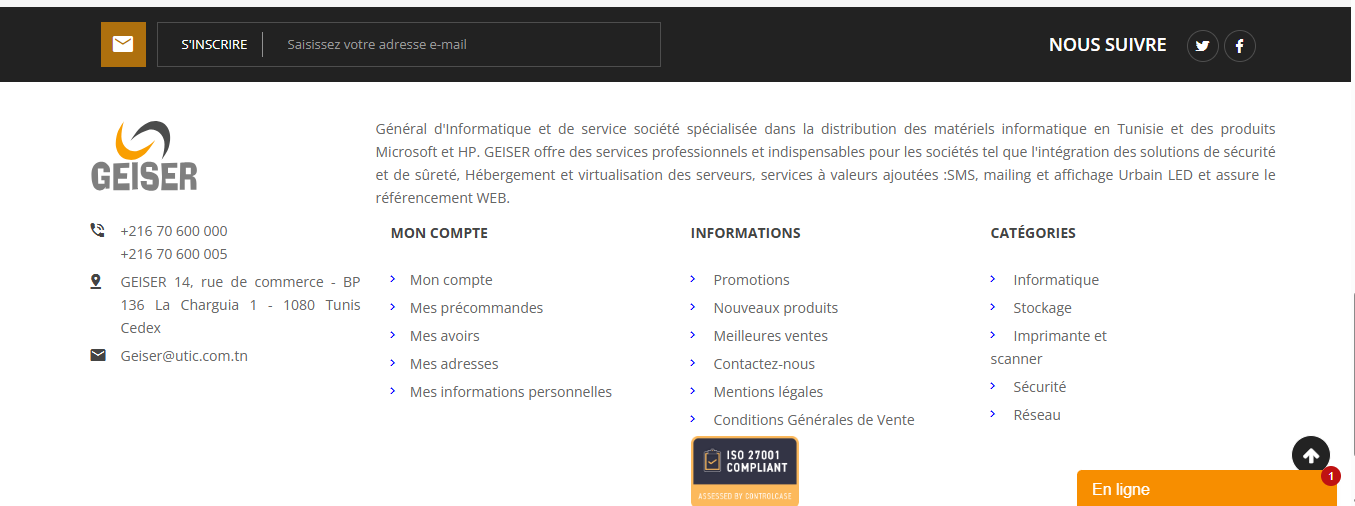 S'INSCRIRE Saisissez votre adresse e-mail
NOUS SUIVRE
GEISER
Général d'Informatique et de service société spécialisée dans la distribution des matériels informatique en Tunisie et des produits
Microsoft et HP. GEISER offre des services professionnels et indispensables pour les sociétés tel que l'intégration des solutions de sécurité
et de sûreté, Hébergement et virtualisation des serveurs, services à valeurs ajoutées :SMS, mailing et affichage Urbain LED et assure le
référencement WEB.
+216 70 600 000
+216 70 600 005
GEISER 14, rue de commerce - BP
136 La Charguia 1 - 1080 Tunis
Cedex
Geiser@utic.com.tn
MON COMPTE
Mon compte
Mes précommandes
Mes avoirs
Mes adresses
Mes informations personnelles
INFORMATIONS
Promotions
Nouveaux produits
Meilleures ventes
Contactez-nous
Mentions légales
Conditions Générales de Vente
ISO 27001
COMPLIANT
ASSESSED BY CONTROLCASE
CATÉGORIES
Informatique
Stockage
Imprimante et
scanner
Sécurité
Réseau
1
En ligne